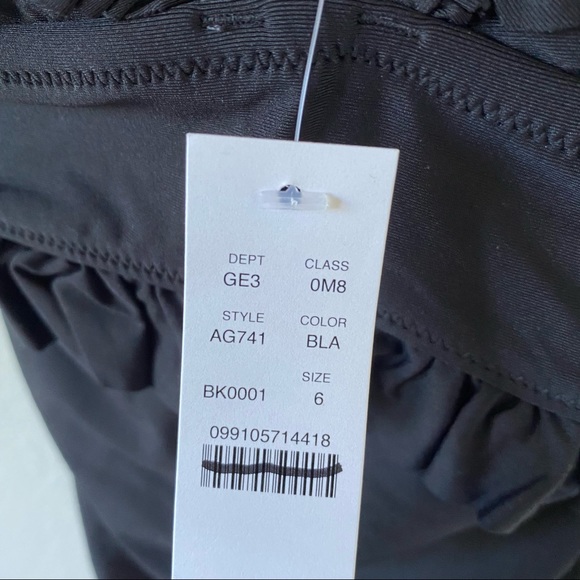 DEPT CLASS
GE3 0M8
STYLE COLOR
AG741 BLA
SIZE
BK0001 6
099105714418